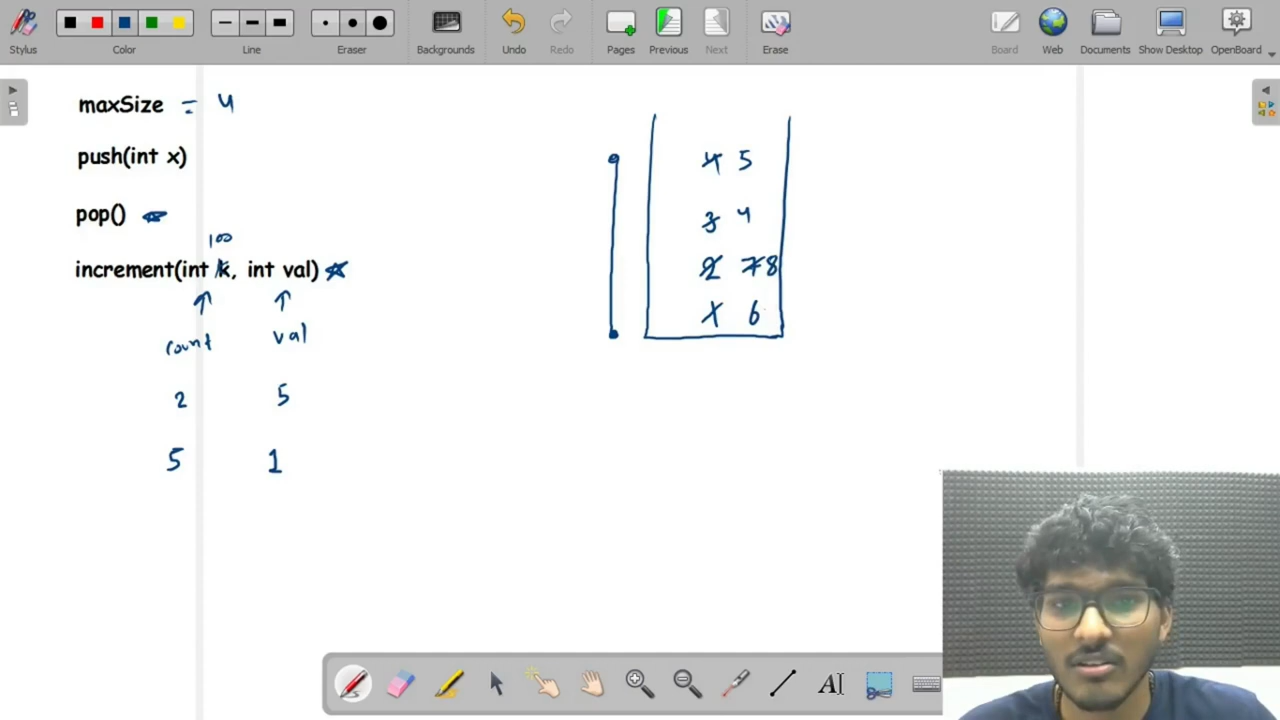 Stylus Color Line Eraser Backgrounds Undo Redo Pages Previous Next Erase Board Web Documents Show Desktop OpenBoard
maxSize = 4
push(int x)
pop()
100
increment(int k, int val)
count val
2 5
5 1
4 5
3 4
2 7 8
1 6